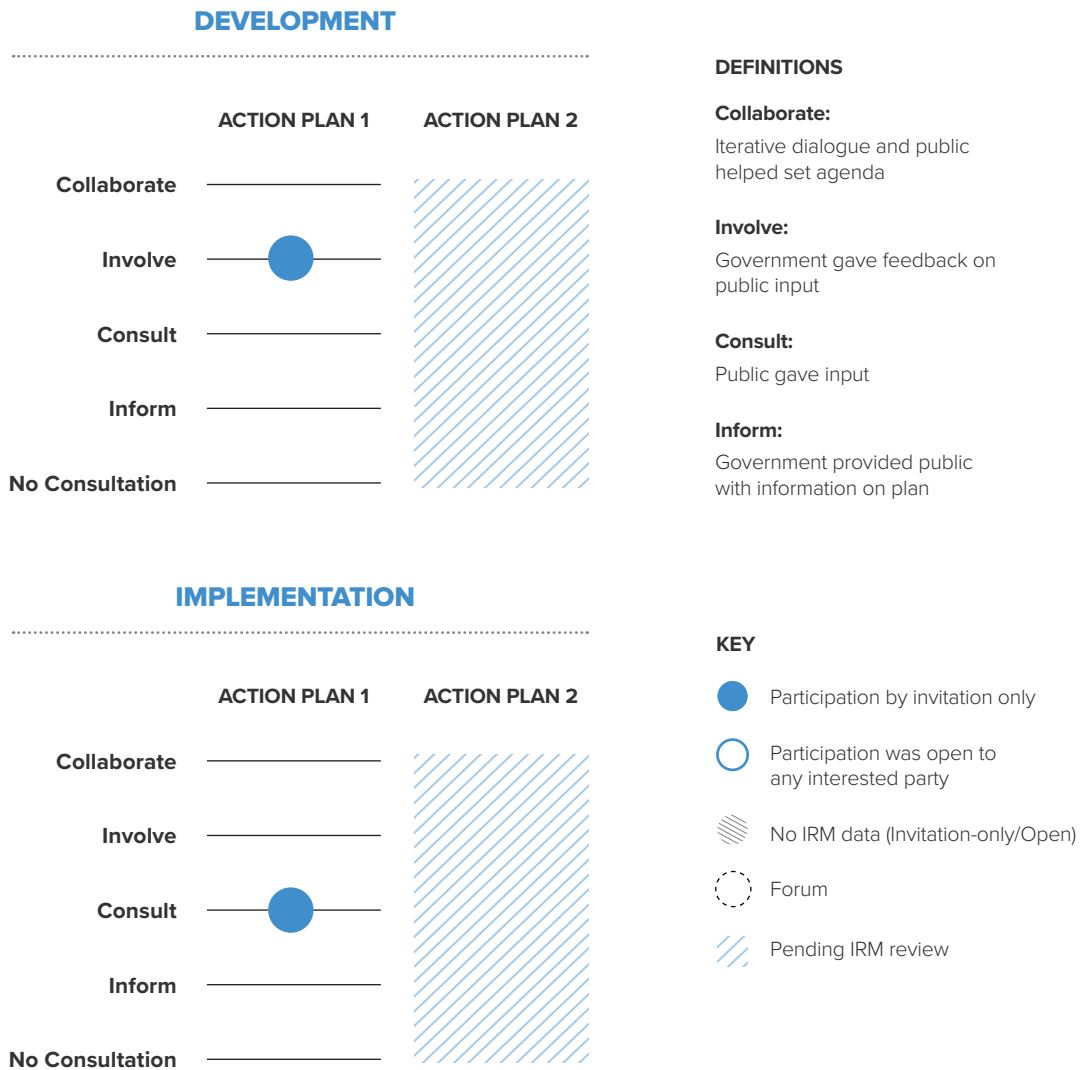 DEVELOPMENT
ACTION PLAN 1
ACTION PLAN 2
Collaborate
Involve
Consult
Inform
No Consultation
DEFINITIONS
Collaborate:
Iterative dialogue and public
helped set agenda
Involve:
Government gave feedback on
public input
Consult:
Public gave input
Inform:
Government provided public
with information on plan
IMPLEMENTATION
ACTION PLAN 1
ACTION PLAN 2
Collaborate
Involve
Consult
Inform
No Consultation
KEY
Participation by invitation only
Participation was open to
any interested party
No IRM data (Invitation-only/Open)
Forum
Pending IRM review